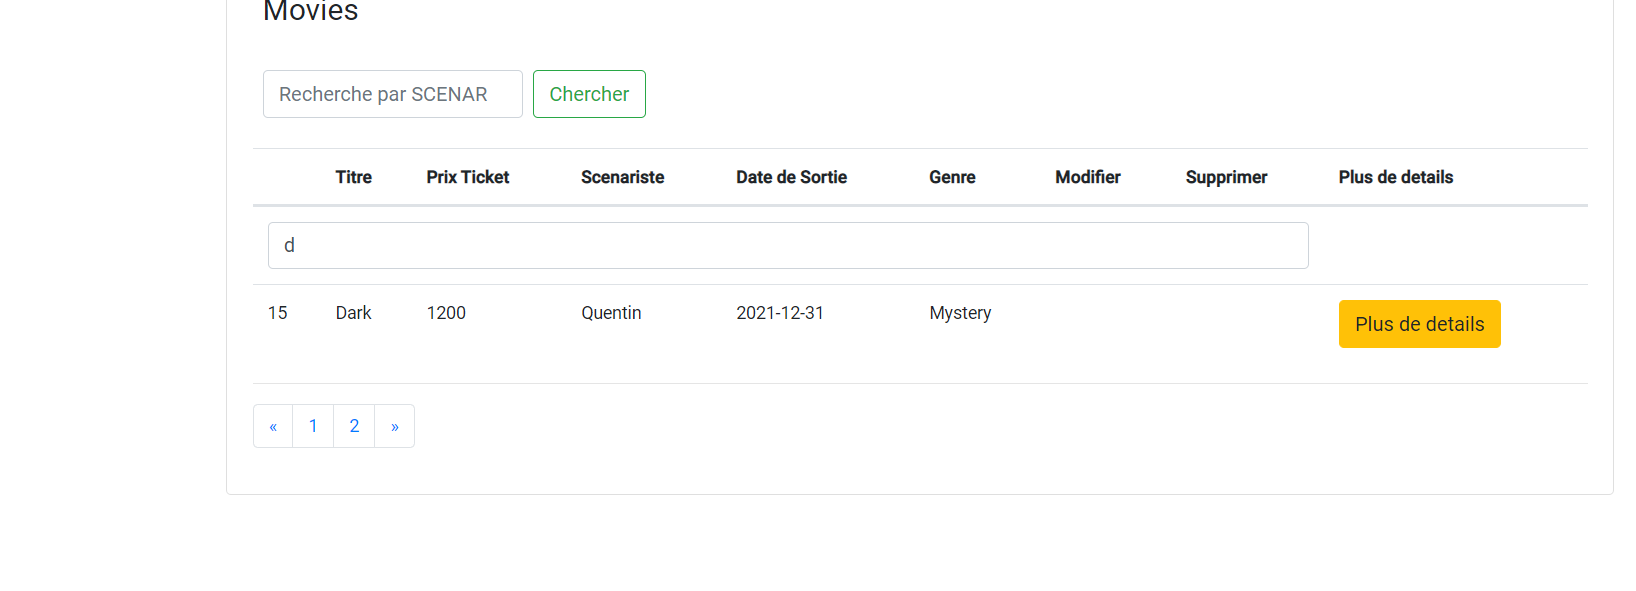 Movies
Recherche par SCENAR
Chercher
Titre Prix Ticket Scenariste Date de Sortie Genre Modifier Supprimer Plus de details
d
15 Dark 1200 Quentin 2021-12-31 Mystery Plus de details
« 1 2 »